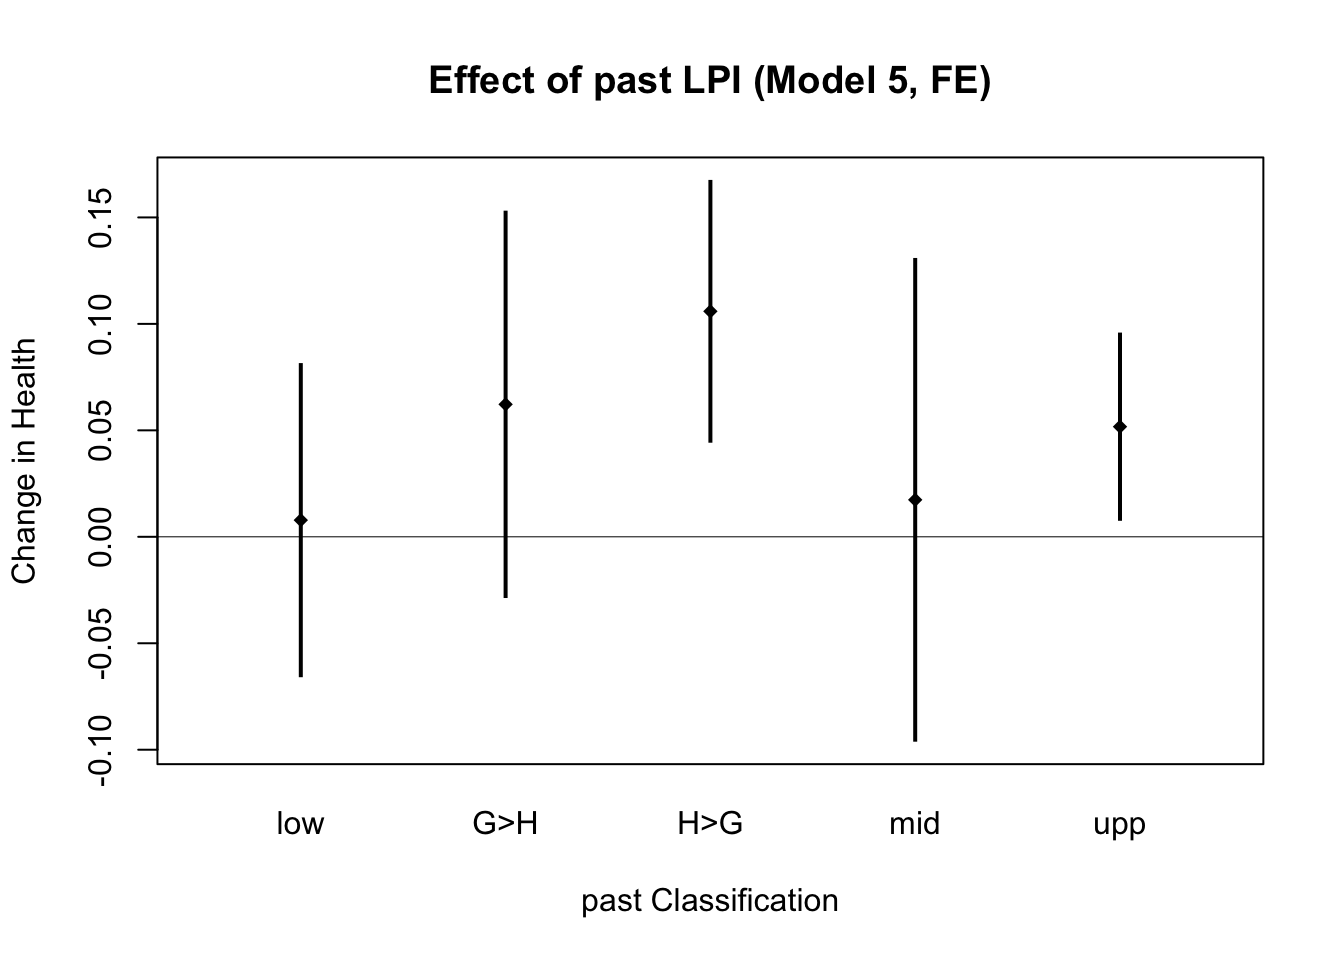 Effect of past LPI (Model 5, FE)
Change in Health
0.15
0.10
0.05
0.00
-0.05
-0.10
low G>H H>G mid upp
past Classification